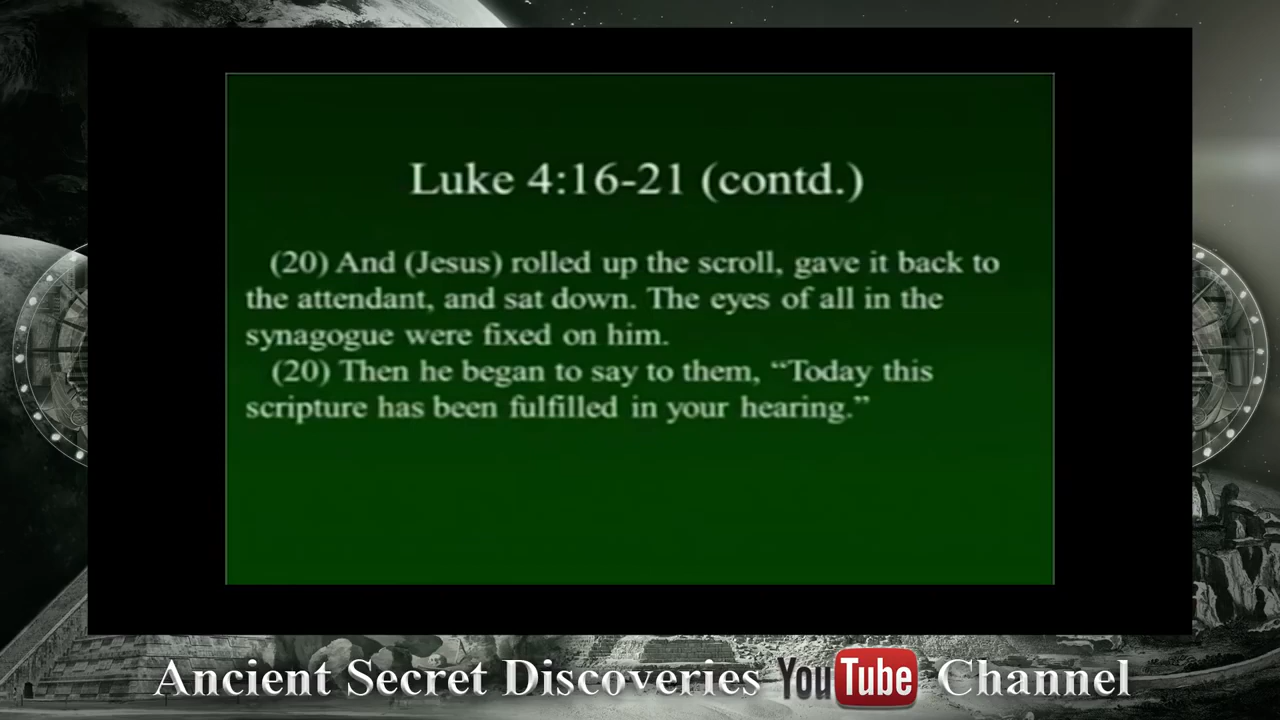 Luke 4:16-21 (contd.)
(20) And (Jesus) rolled up the scroll, gave it back to
the attendant, and sat down. The eyes of all in the
synagogue were fixed on him.
(20) Then he began to say to them, “Today this
scripture has been fulfilled in your hearing.”
Ancient Secret Discoveries YouTube Channel